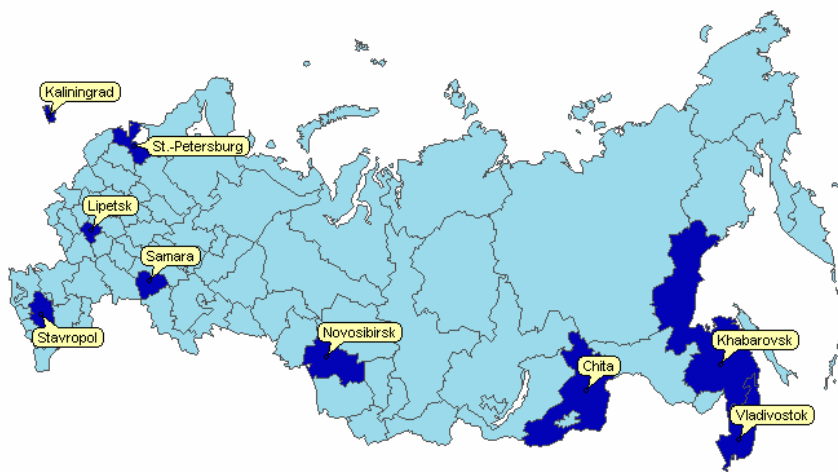 Kaliningrad
St.-Petersburg
Lipetsk
Samara
Stavropol
Novosibirsk
Khabarovsk
Chita
Vladivostok